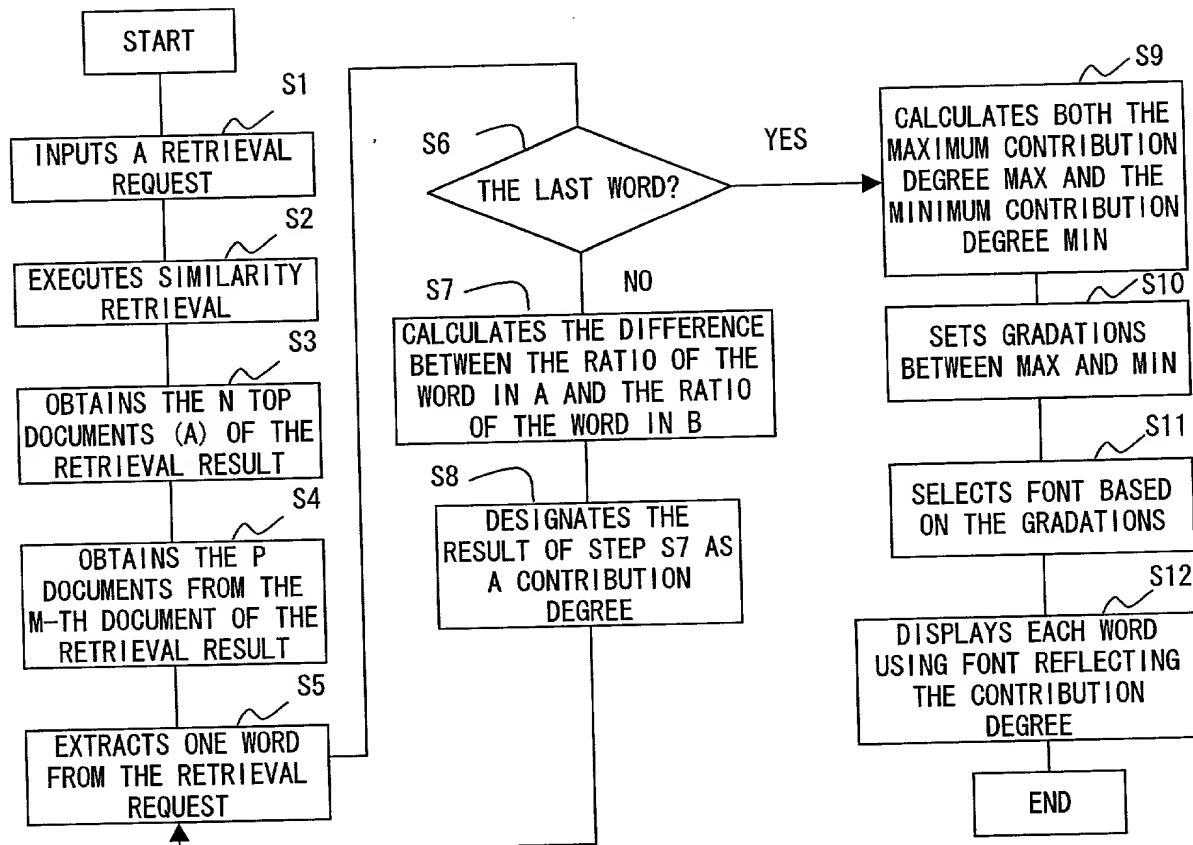 START
S1
INPUTS A RETRIEVAL
REQUEST
S2
EXECUTES SIMILARITY
RETRIEVAL
S3
OBTAINS THE N TOP
DOCUMENTS (A) OF THE
RETRIEVAL RESULT
S4
OBTAINS THE P
DOCUMENTS FROM THE
M-TH DOCUMENT OF THE
RETRIEVAL RESULT
S5
EXTRACTS ONE WORD
FROM THE RETRIEVAL
REQUEST
S6
THE LAST WORD?
YES
NO
S7
CALCULATES THE DIFFERENCE
BETWEEN THE RATIO OF THE
WORD IN A AND THE RATIO
OF THE WORD IN B
S8
DESIGNATES THE
RESULT OF STEP S7 AS
A CONTRIBUTION
DEGREE
S9
CALCULATES BOTH THE
MAXIMUM CONTRIBUTION
DEGREE MAX AND THE
MINIMUM CONTRIBUTION
DEGREE MIN
S10
SETS GRADATIONS
BETWEEN MAX AND MIN
S11
SELECTS FONT BASED
ON THE GRADATIONS
S12
DISPLAYS EACH WORD
USING FONT REFLECTING
THE CONTRIBUTION
DEGREE
END